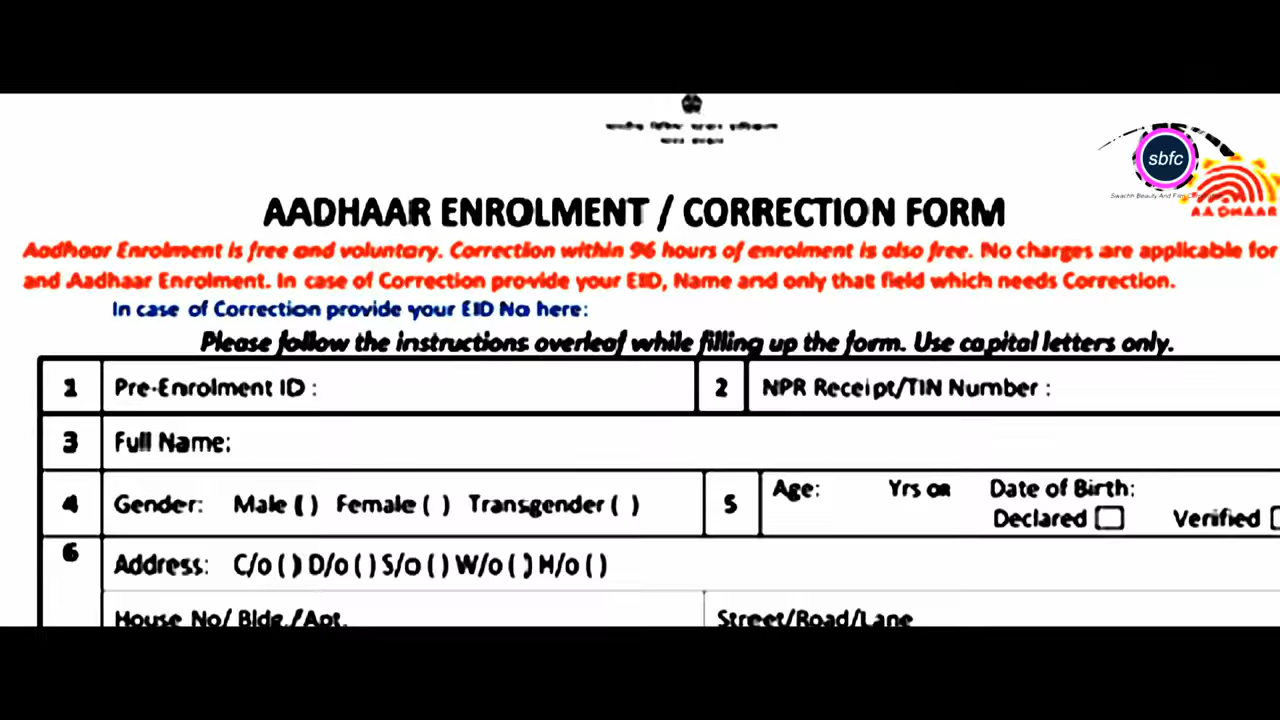 sbfc
AADHAAR
AADHAAR ENROLMENT / CORRECTION FORM
Aadhaar Enrolment is free and voluntary. Correction within 96 hours of enrolment is also free. No charges are applicable for
and Aadhaar Enrolment. In case of Correction provide your EID, Name and only that field which needs Correction.
In case of Correction provide your EID No here:
Please follow the instructions overleaf while filling up the form. Use capital letters only.
1 Pre-Enrolment ID : 2 NPR Receipt/TIN Number :
3 Full Name:
4 Gender: Male ( ) Female ( ) Transgender ( ) 5 Age: Yrs or Date of Birth:
Declared Verified
6 Address: C/o ( ) D/o ( ) S/o ( ) W/o ( ) H/o ( )
House No/ Bldg./Apt. Street/Road/Lane